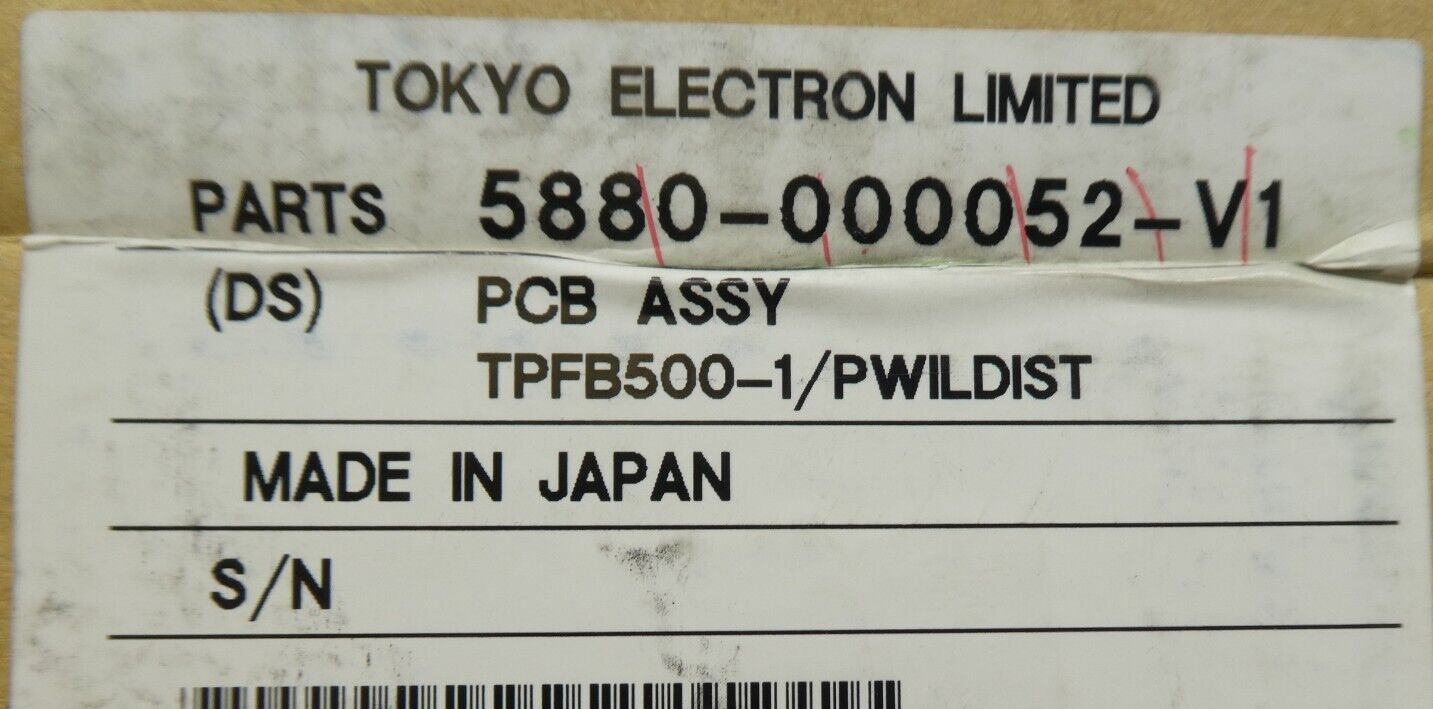 TOKYO ELECTRON LIMITED
PARTS 5880-000052-V1
(DS) PCB ASSY
TPFB500-1/PWILDIST
MADE IN JAPAN
S/N